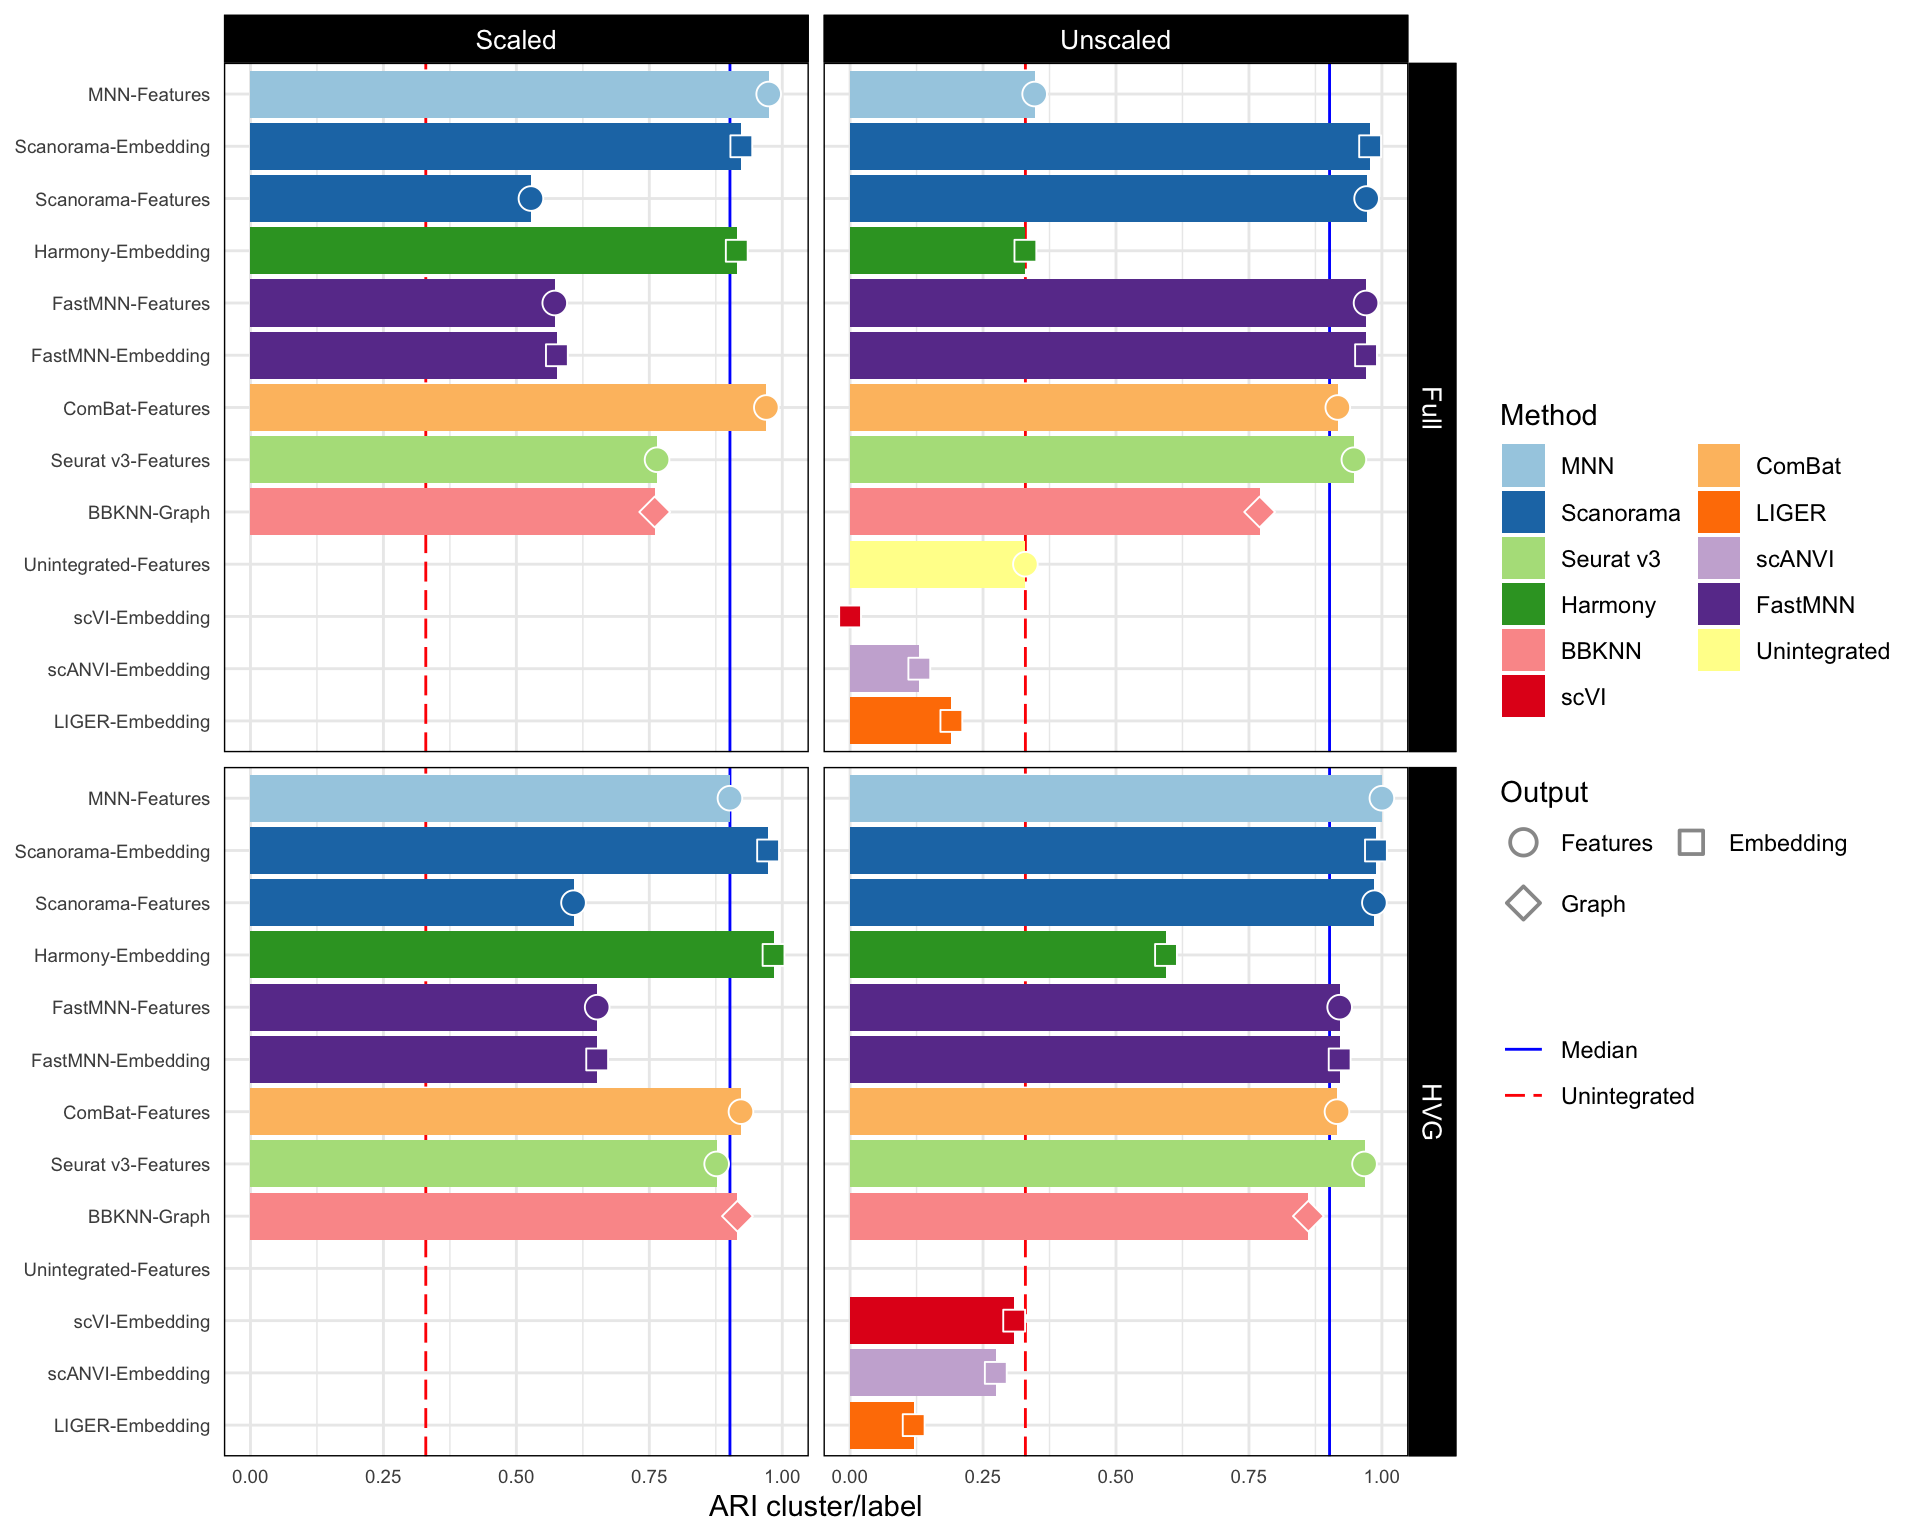 Scaled
Unscaled
MNN-Features
Scanorama-Embedding
Scanorama-Features
Harmony-Embedding
FastMNN-Features
FastMNN-Embedding
ComBat-Features
Seurat v3-Features
BBKNN-Graph
Unintegrated-Features
scVI-Embedding
scANVI-Embedding
LIGER-Embedding
Full
MNN-Features
Scanorama-Embedding
Scanorama-Features
Harmony-Embedding
FastMNN-Features
FastMNN-Embedding
ComBat-Features
Seurat v3-Features
BBKNN-Graph
Unintegrated-Features
scVI-Embedding
scANVI-Embedding
LIGER-Embedding
HVG
0.00 0.25 0.50 0.75 1.00
0.00 0.25 0.50 0.75 1.00
ARI cluster/label
Method
MNN
Scanorama
Seurat v3
Harmony
BBKNN
scVI
ComBat
LIGER
scANVI
FastMNN
Unintegrated
Output
Features
Embedding
Graph
Median
Unintegrated